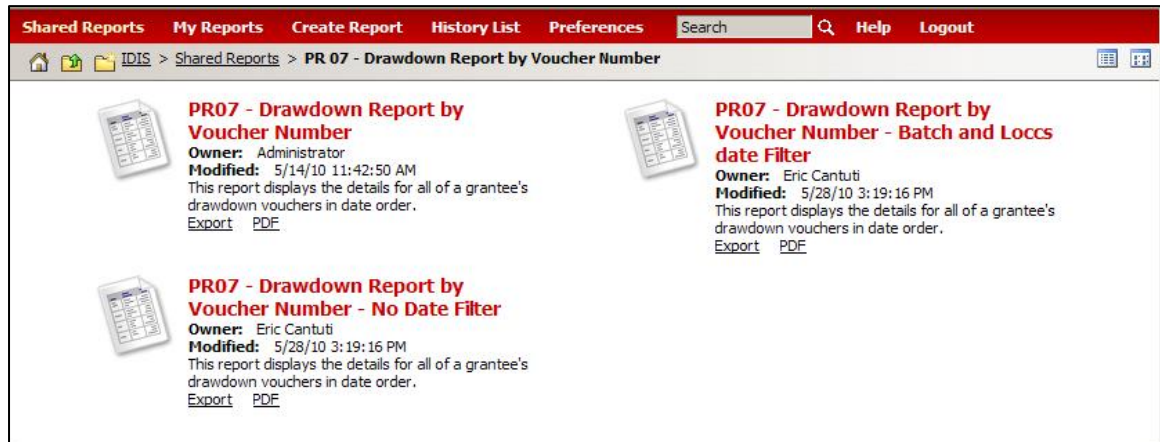 Shared Reports My Reports Create Report History List Preferences Search Help Logout
IDIS > Shared Reports > PR 07 - Drawdown Report by Voucher Number
PR07 - Drawdown Report by
Voucher Number
Owner: Administrator
Modified: 5/14/10 11:42:50 AM
This report displays the details for all of a grantee's
drawdown vouchers in date order.
Export PDF
PR07 - Drawdown Report by
Voucher Number - Batch and Loccs
date Filter
Owner: Eric Cantuti
Modified: 5/28/10 3:19:16 PM
This report displays the details for all of a grantee's
drawdown vouchers in date order.
Export PDF
PR07 - Drawdown Report by
Voucher Number - No Date Filter
Owner: Eric Cantuti
Modified: 5/28/10 3:19:16 PM
This report displays the details for all of a grantee's
drawdown vouchers in date order.
Export PDF